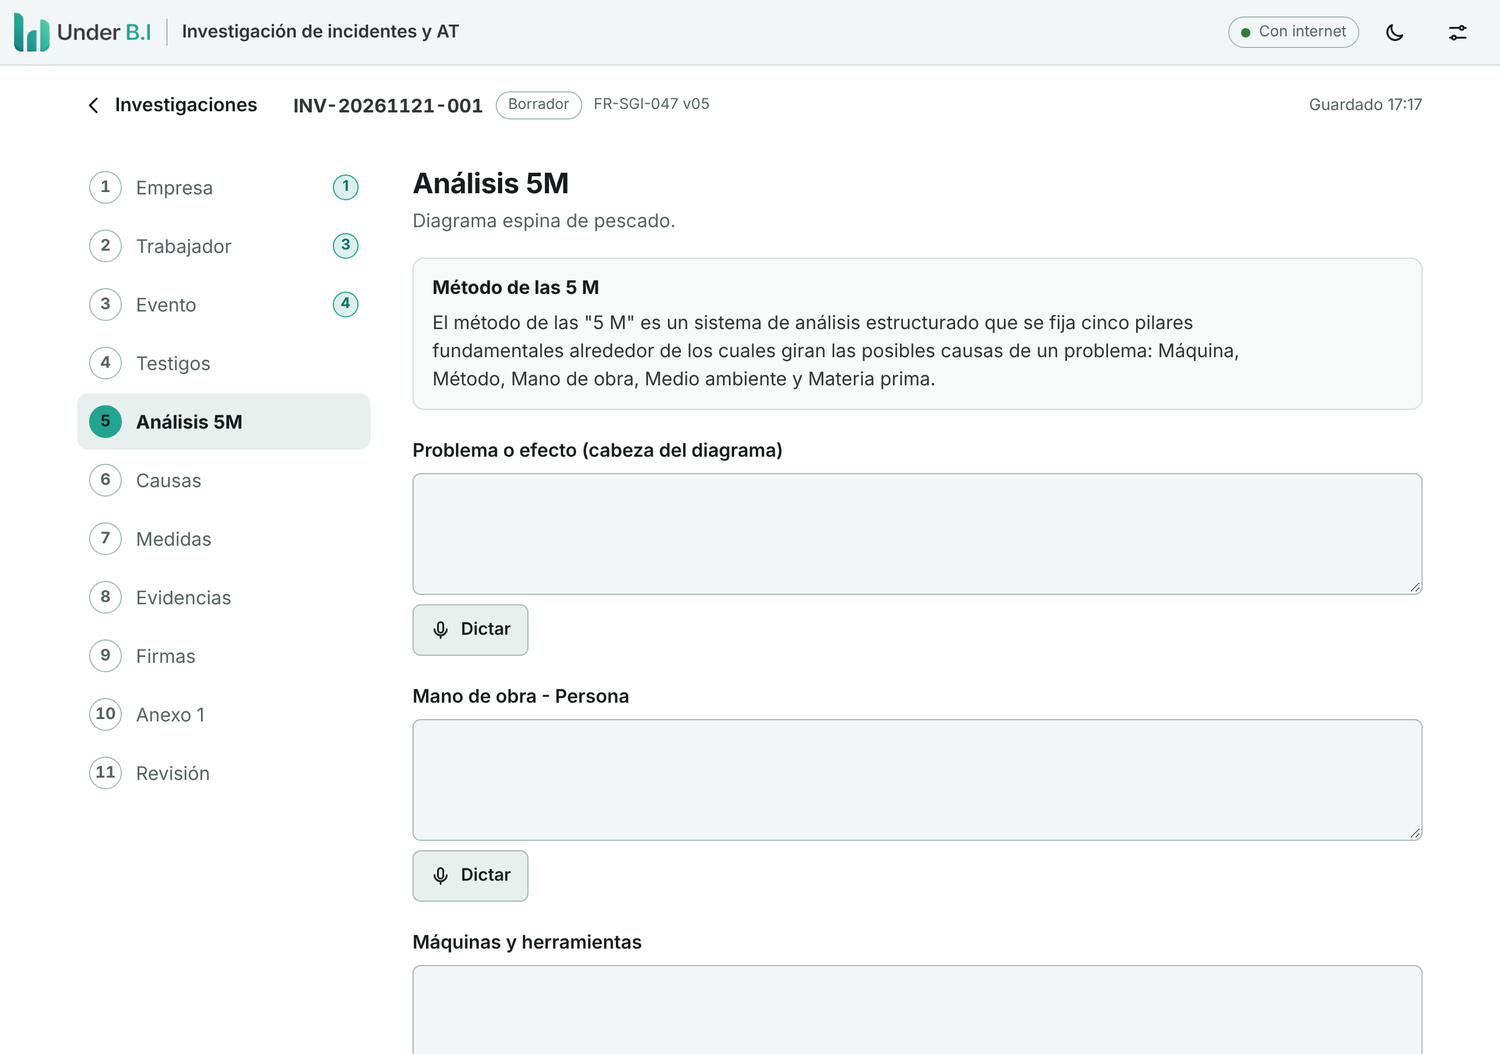 Under B.I
Investigación de incidentes y AT
Con internet
Investigaciones
INV-20261121-001
Borrador
FR-SGI-047 v05
Guardado 17:17
1 Empresa 1
2 Trabajador 3
3 Evento 4
4 Testigos
5 Análisis 5M
6 Causas
7 Medidas
8 Evidencias
9 Firmas
10 Anexo 1
11 Revisión
Análisis 5M
Diagrama espina de pescado.
Método de las 5 M
El método de las "5 M" es un sistema de análisis estructurado que se fija cinco pilares
fundamentales alrededor de los cuales giran las posibles causas de un problema: Máquina,
Método, Mano de obra, Medio ambiente y Materia prima.
Problema o efecto (cabeza del diagrama)
Dictar
Mano de obra - Persona
Dictar
Máquinas y herramientas